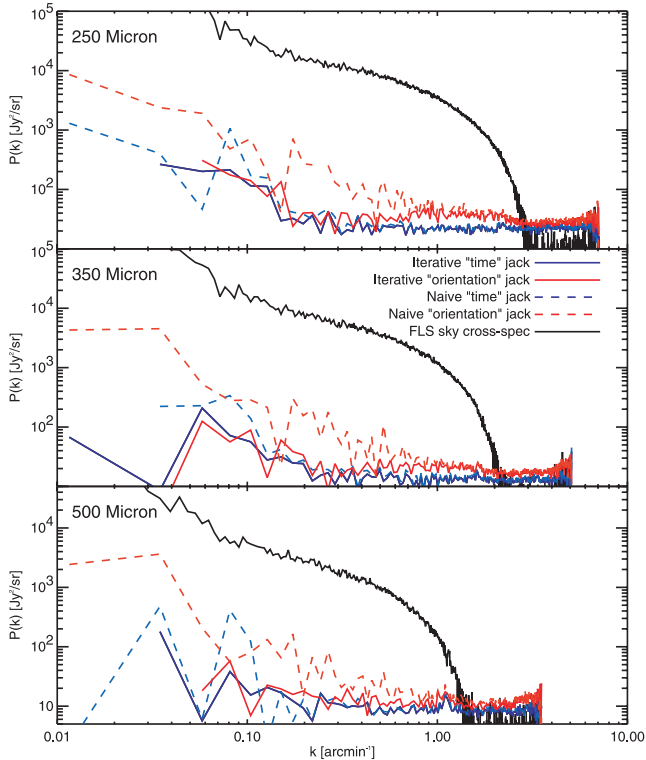 10⁵
250 Micron
10⁴
P(k) [Jy²/sr]
10³
10²
10⁵
350 Micron
Iterative "time" jack
Iterative "orientation" jack
Naive "time" jack
Naive "orientation" jack
FLS sky cross-spec
10⁴
P(k) [Jy²/sr]
10³
10²
500 Micron
10⁴
P(k) [Jy²/sr]
10³
10²
10
0.01 0.10 1.00 10.00
k [arcmin⁻¹]